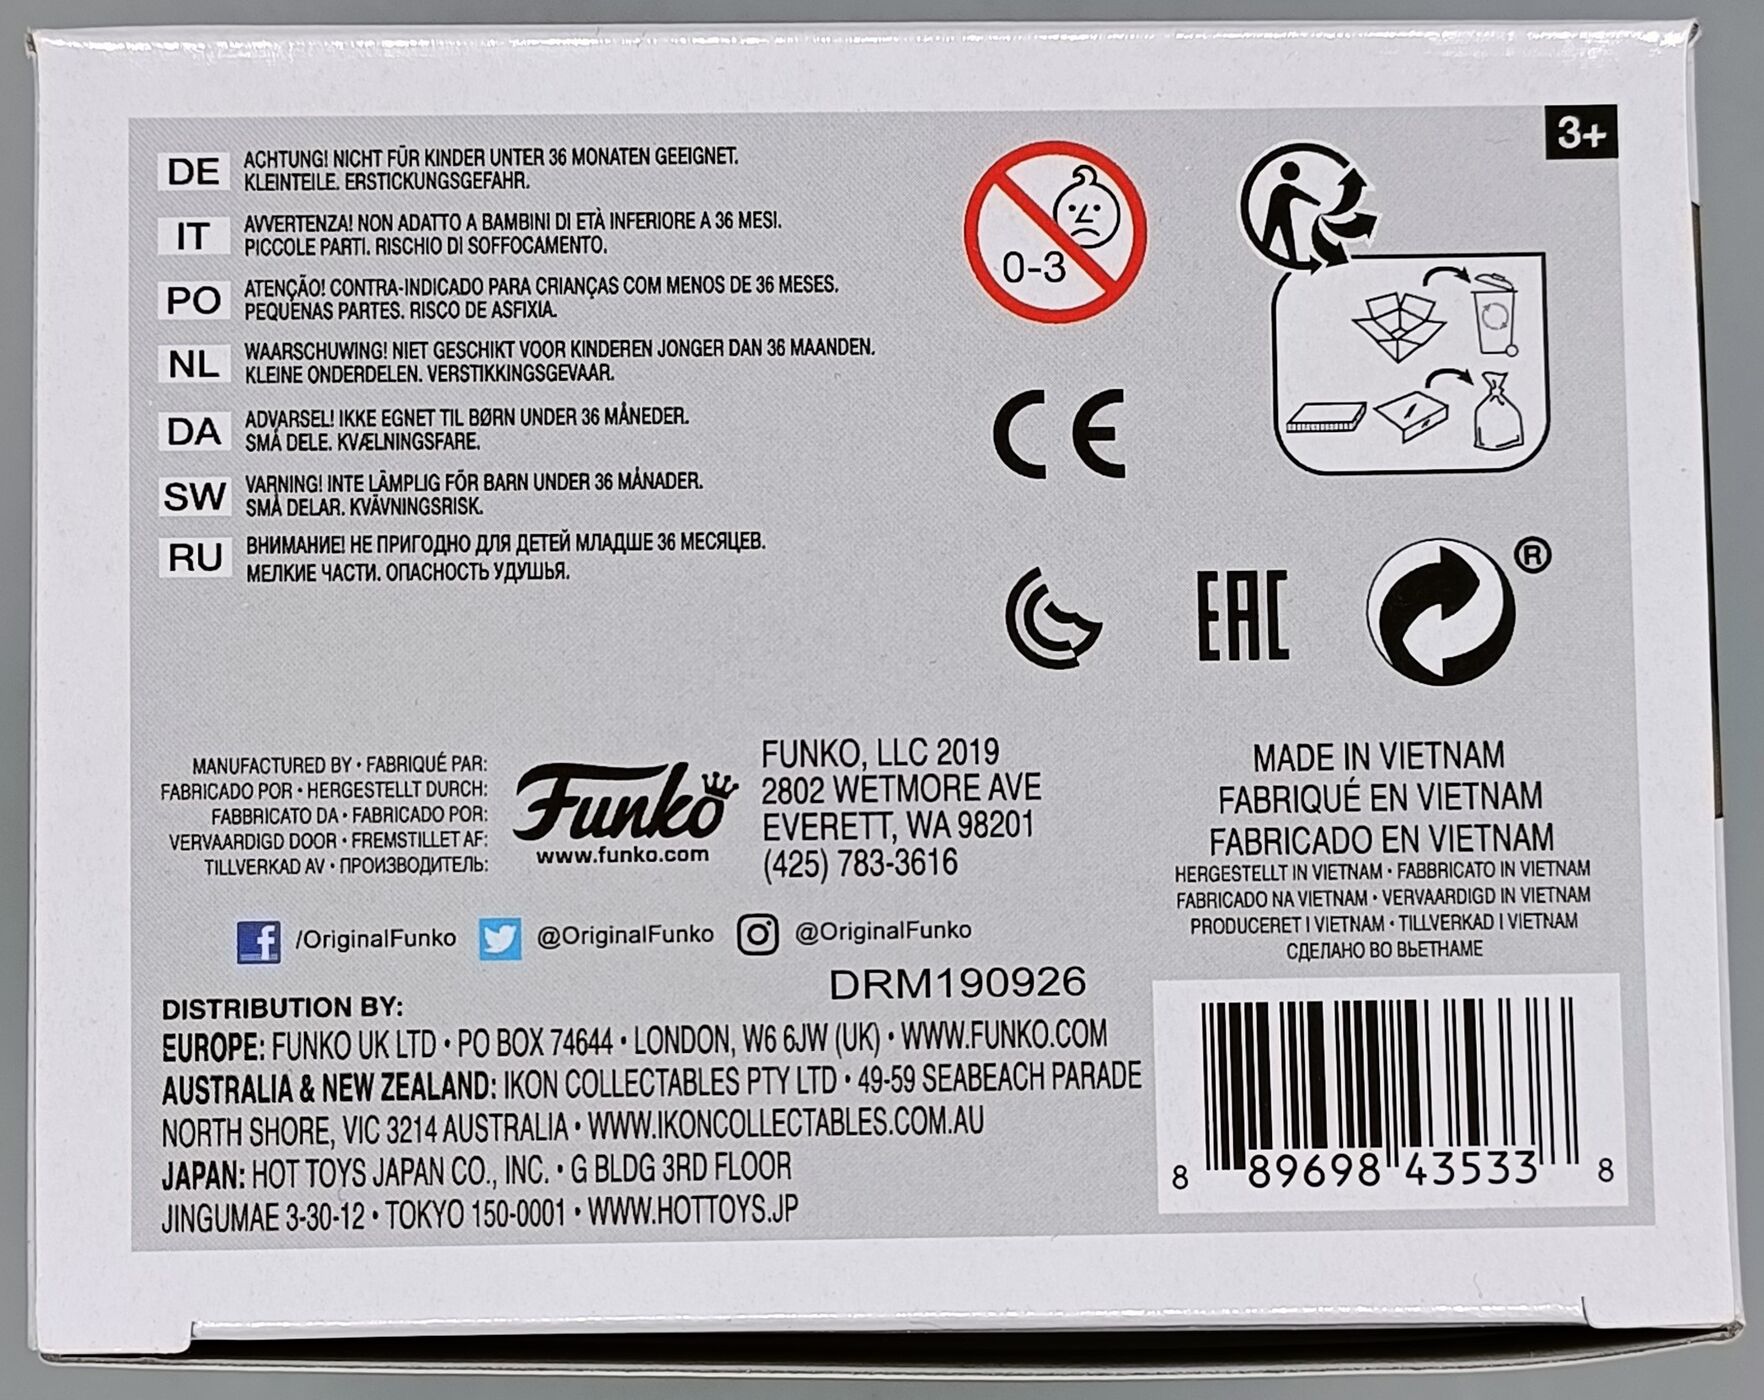 3+
DE
ACHTUNG! NICHT FÜR KINDER UNTER 36 MONATEN GEEIGNET.
KLEINTEILE. ERSTICKUNGSGEFAHR.
IT
AVVERTENZA! NON ADATTO A BAMBINI DI ETÀ INFERIORE A 36 MESI.
PICCOLE PARTI. RISCHIO DI SOFFOCAMENTO.
PO
ATENÇÃO! CONTRA-INDICADO PARA CRIANÇAS COM MENOS DE 36 MESES.
PEQUENAS PARTES. RISCO DE ASFIXIA.
NL
WAARSCHUWING! NIET GESCHIKT VOOR KINDEREN JONGER DAN 36 MAANDEN.
KLEINE ONDERDELEN. VERSTIKKINGSGEVAAR.
DA
ADVARSEL! IKKE EGNET TIL BØRN UNDER 36 MÅNEDER.
SMÅ DELE. KVÆLNINGSFARE.
SW
VARNING! INTE LÄMPLIG FÖR BARN UNDER 36 MÅNADER.
SMÅ DELAR. KVÄVNINGSRISK.
RU
ВНИМАНИЕ! НЕ ПРИГОДНО ДЛЯ ДЕТЕЙ МЛАДШЕ 36 МЕСЯЦЕВ.
МЕЛКИЕ ЧАСТИ. ОПАСНОСТЬ УДУШЬЯ.
0-3
CE
EAC
®
MANUFACTURED BY • FABRIQUÉ PAR:
FABRICADO POR • HERGESTELLT DURCH:
FABBRICATO DA • FABRICADO POR:
VERVAARDIGD DOOR • FREMSTILLET AF:
TILLVERKAD AV • ПРОИЗВОДИТЕЛЬ:
Funko
www.funko.com
FUNKO, LLC 2019
2802 WETMORE AVE
EVERETT, WA 98201
(425) 783-3616
MADE IN VIETNAM
FABRIQUÉ EN VIETNAM
FABRICADO EN VIETNAM
HERGESTELLT IN VIETNAM • FABBRICATO IN VIETNAM
FABRICADO NA VIETNAM • VERVAARDIGD IN VIETNAM
PRODUCERET I VIETNAM • TILLVERKAD I VIETNAM
СДЕЛАНО ВО ВЬЕТНАМЕ
f /OriginalFunko @OriginalFunko @OriginalFunko
DRM190926
DISTRIBUTION BY:
EUROPE: FUNKO UK LTD • PO BOX 74644 • LONDON, W6 6JW (UK) • WWW.FUNKO.COM
AUSTRALIA & NEW ZEALAND: IKON COLLECTABLES PTY LTD • 49-59 SEABEACH PARADE
NORTH SHORE, VIC 3214 AUSTRALIA • WWW.IKONCOLLECTABLES.COM.AU
JAPAN: HOT TOYS JAPAN CO., INC. • G BLDG 3RD FLOOR
JINGUMAE 3-30-12 • TOKYO 150-0001 • WWW.HOTTOYS.JP
8 89698 43533 8